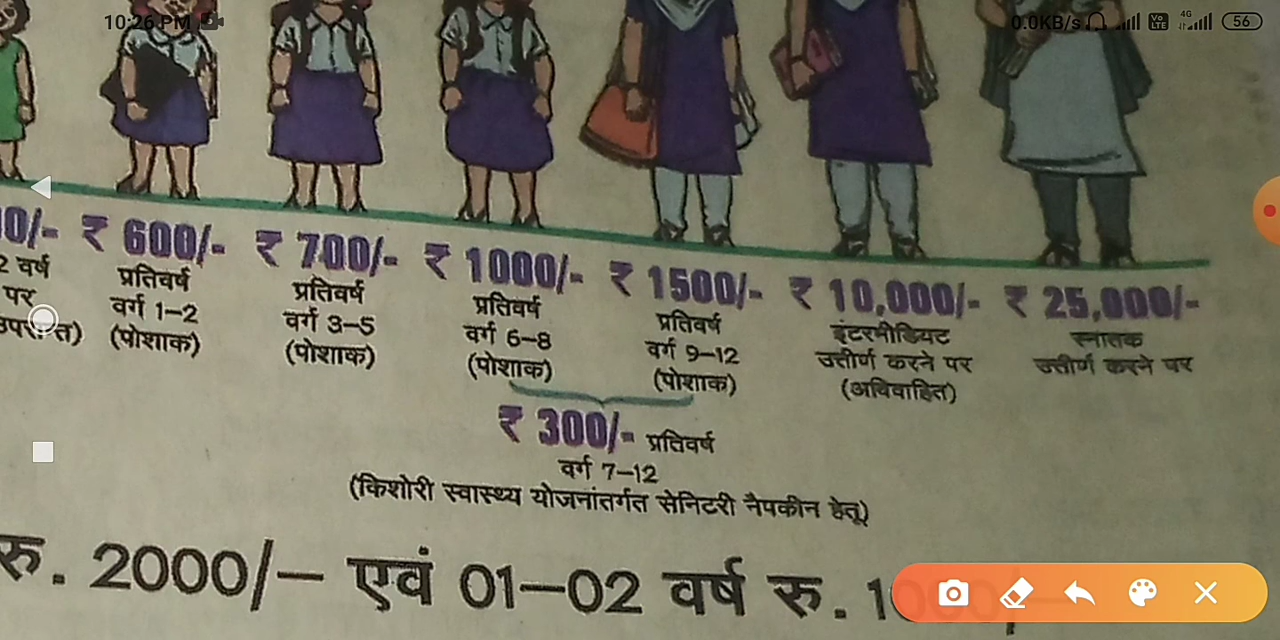 10:26 PM
0.0KB/s
4G
Vo LTE
56
0/-
2 वर्ष
पर
₹ 600/-
प्रतिवर्ष
वर्ग 1–2
(पोशाक)
₹ 700/-
प्रतिवर्ष
वर्ग 3–5
(पोशाक)
₹ 1000/-
प्रतिवर्ष
वर्ग 6–8
(पोशाक)
₹ 1500/-
प्रतिवर्ष
वर्ग 9–12
(पोशाक)
₹ 10,000/-
इंटरमीडियट
उत्तीर्ण करने पर
(अविवाहित)
₹ 25,000/-
स्नातक
उत्तीर्ण करने पर
₹ 300/- प्रतिवर्ष
वर्ग 7–12
(किशोरी स्वास्थ्य योजनांतर्गत सेनिटरी नैपकीन हेतू)
रु. 2000/– एवं 01–02 वर्ष रु.